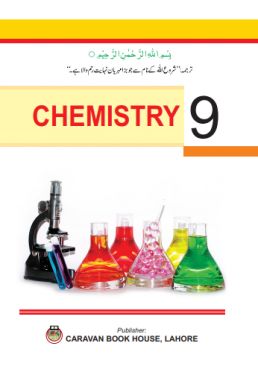 بِسْمِ اللهِ الرَّحْمٰنِ الرَّحِيْمِ ○
ترجمہ: ”شروع اللہ کے نام سے جو بڑا مہربان نہایت رحم والا ہے۔“
CHEMISTRY 9
Publisher:
CARAVAN BOOK HOUSE, LAHORE